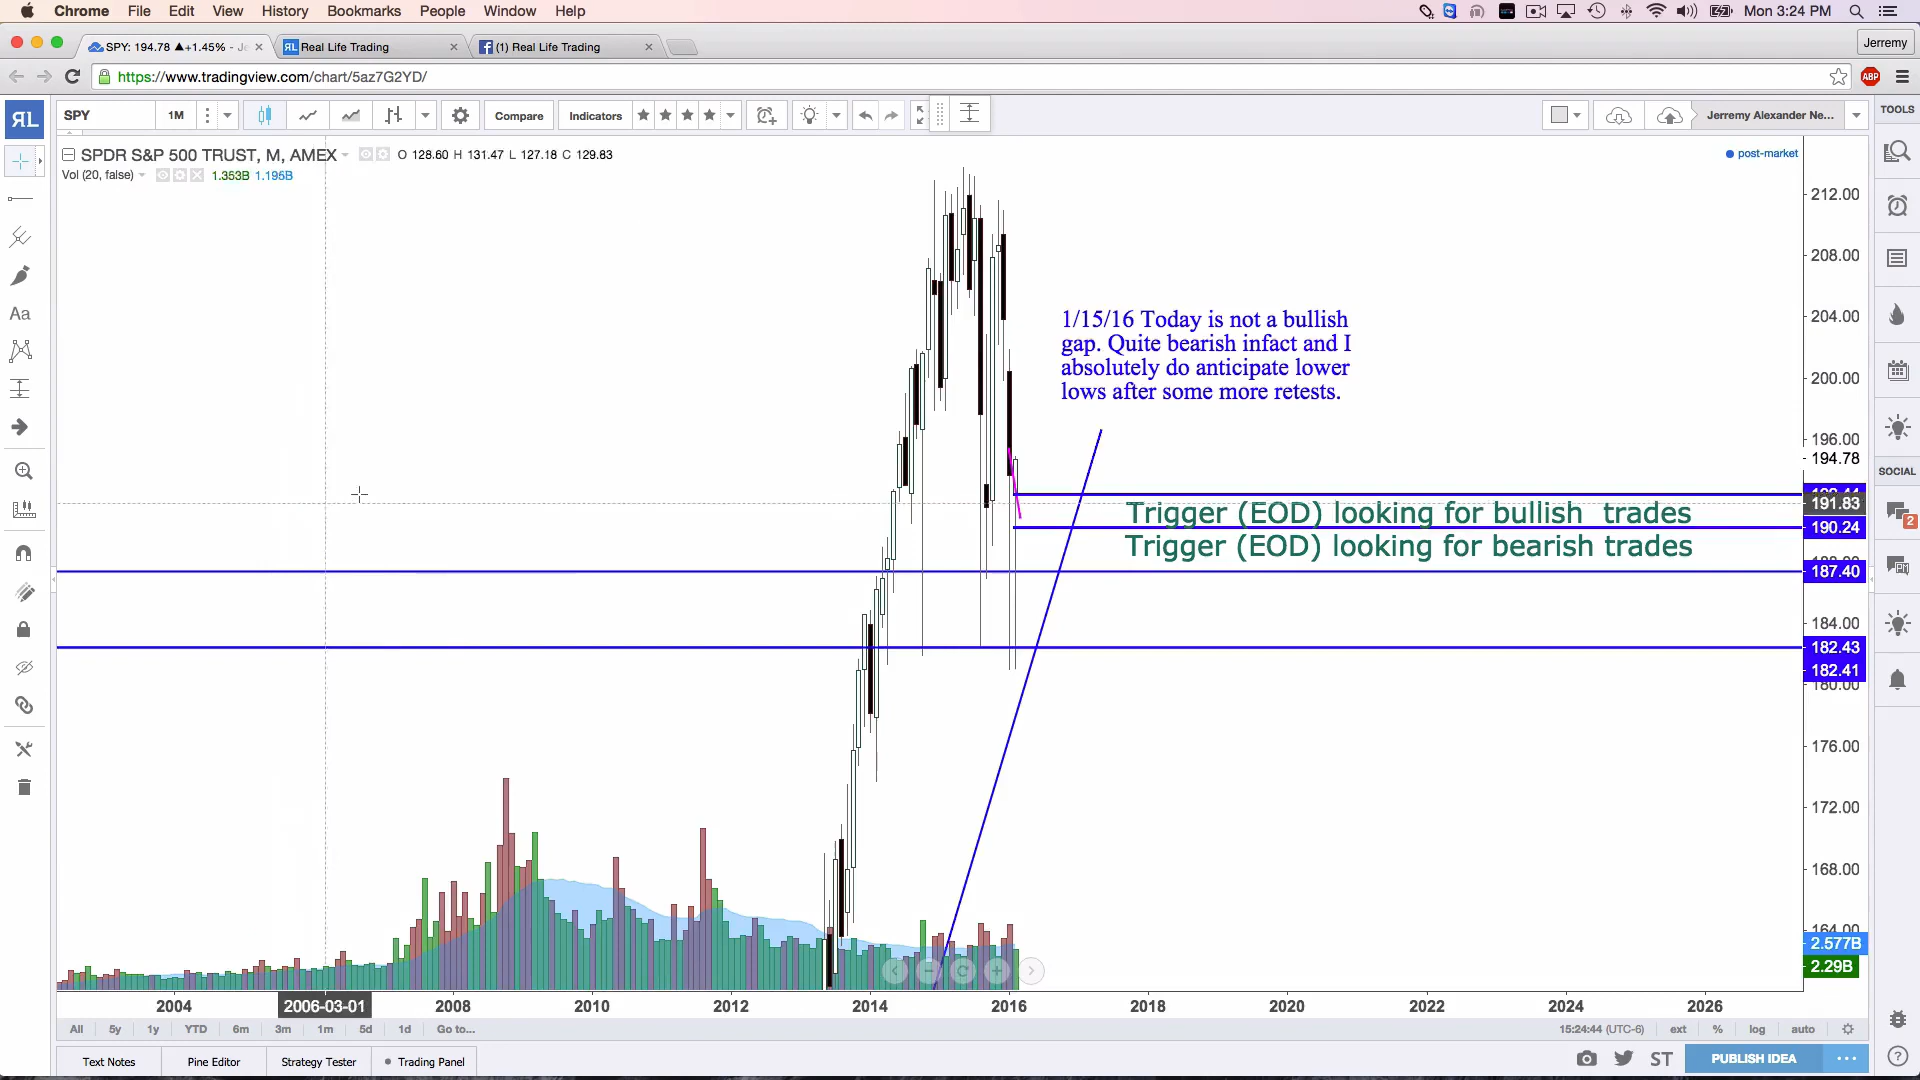 Chrome File Edit View History Bookmarks People Window Help Mon 3:24 PM
SPY: 194.78 ▲+1.45% - Je Real Life Trading (1) Real Life Trading Jerremy
https://www.tradingview.com/chart/5az7G2YD/ ABP
SPY 1M Compare Indicators Jerremy Alexander Ne... TOOLS
SPDR S&P 500 TRUST, M, AMEX O 128.60 H 131.47 L 127.18 C 129.83
post-market
Vol (20, false) 1.353B 1.195B
212.00
208.00
1/15/16 Today is not a bullish
gap. Quite bearish infact and I
absolutely do anticipate lower
lows after some more retests.
204.00
200.00
196.00
194.78
191.83
Trigger (EOD) looking for bullish trades
190.24
Trigger (EOD) looking for bearish trades
187.40
184.00
182.43
182.41
180.00
176.00
172.00
168.00
164.00
2.577B
2.29B
SOCIAL
2
2004 2006-03-01 2008 2010 2012 2014 2016 2018 2020 2022 2024 2026
All 5y 1y YTD 6m 3m 1m 5d 1d Go to... 15:24:44 (UTC-6) ext % log auto
Text Notes Pine Editor Strategy Tester Trading Panel ST PUBLISH IDEA